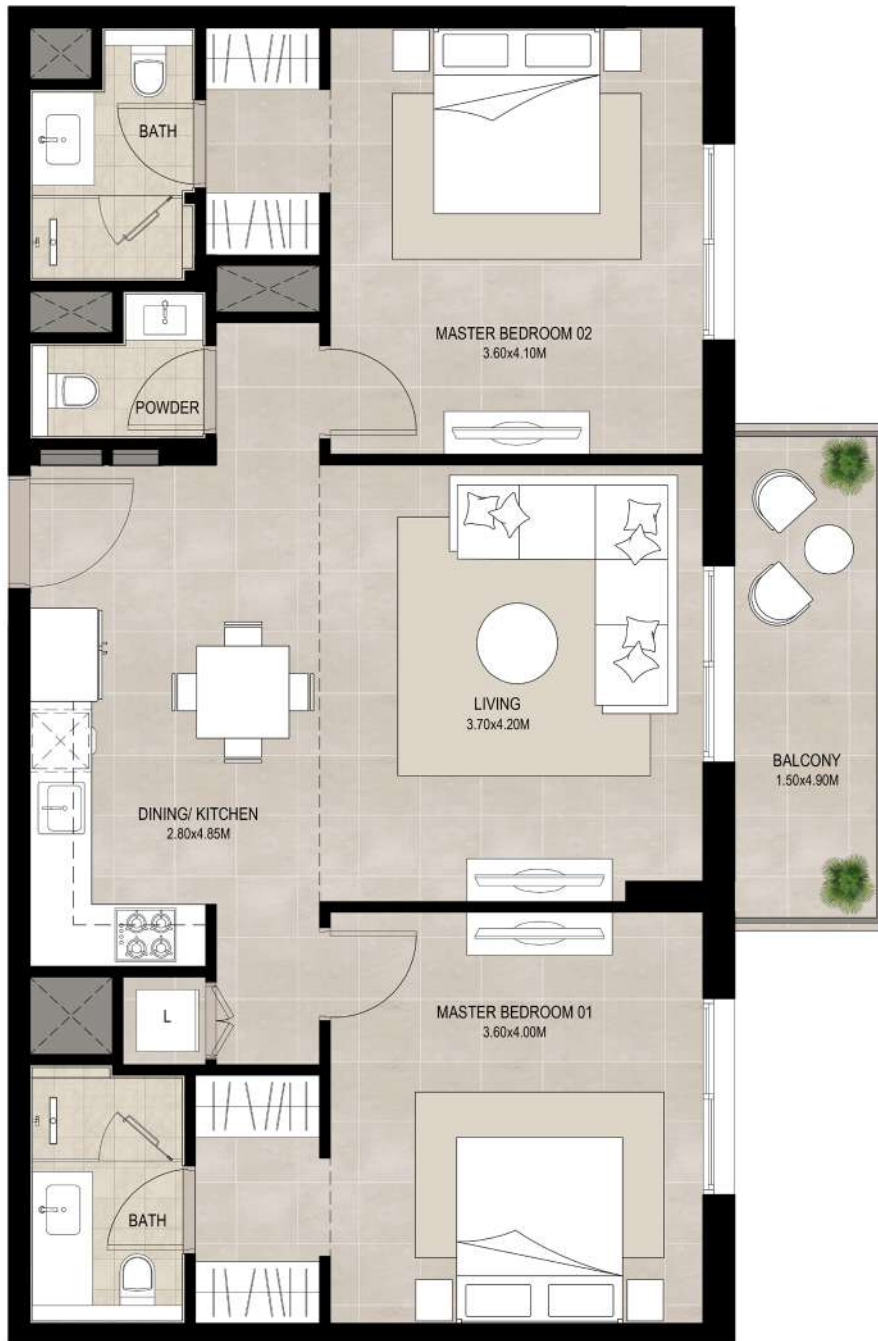 BATH
MASTER BEDROOM 02
3.60x4.10M
POWDER
LIVING
3.70x4.20M
BALCONY
1.50x4.90M
DINING/ KITCHEN
2.80x4.85M
L
MASTER BEDROOM 01
3.60x4.00M
BATH